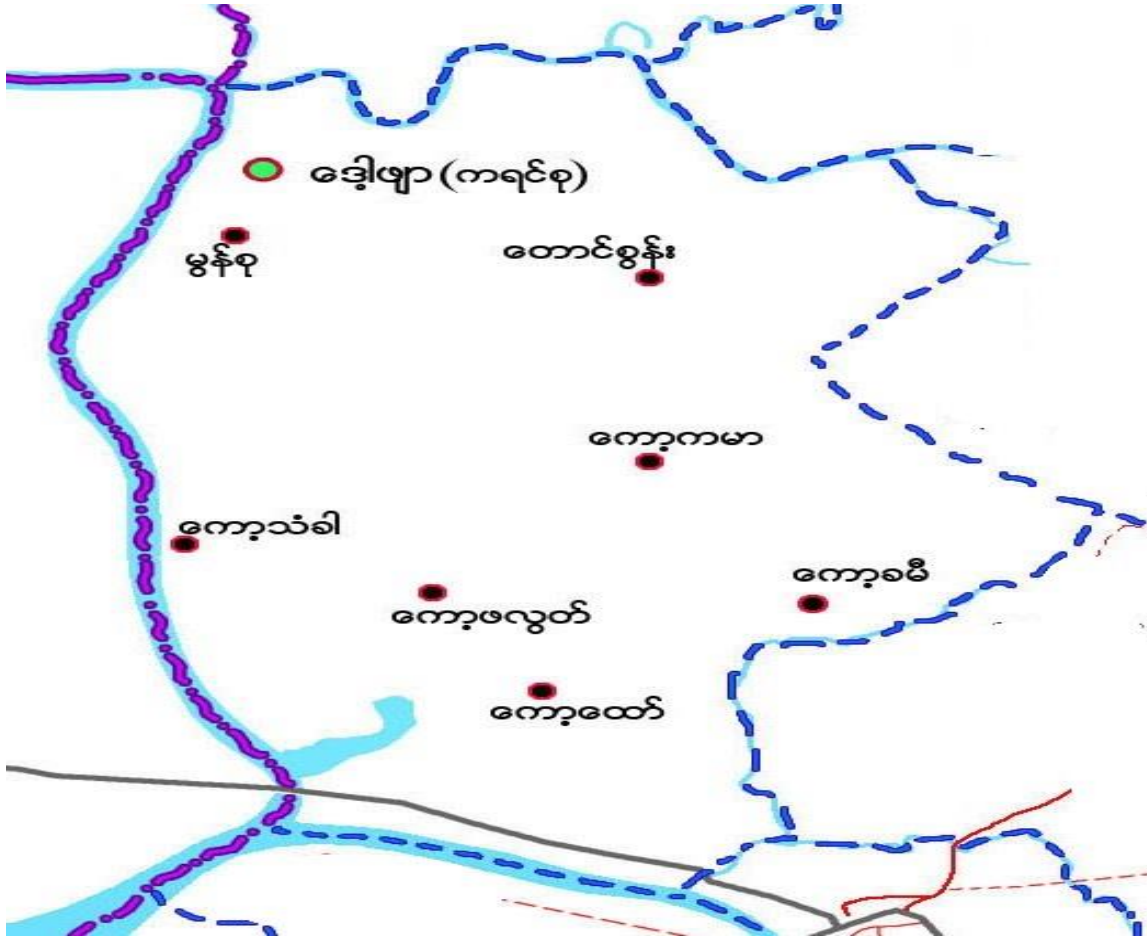 ဒေါ့ဖျာ (ကရင်စု)
မွန်စု
တောင်စွန်း
ကော့ကမာ
ကော့သံခါ
ကော့ခမီ
ကော့ဖလွတ်
ကော့ထော်